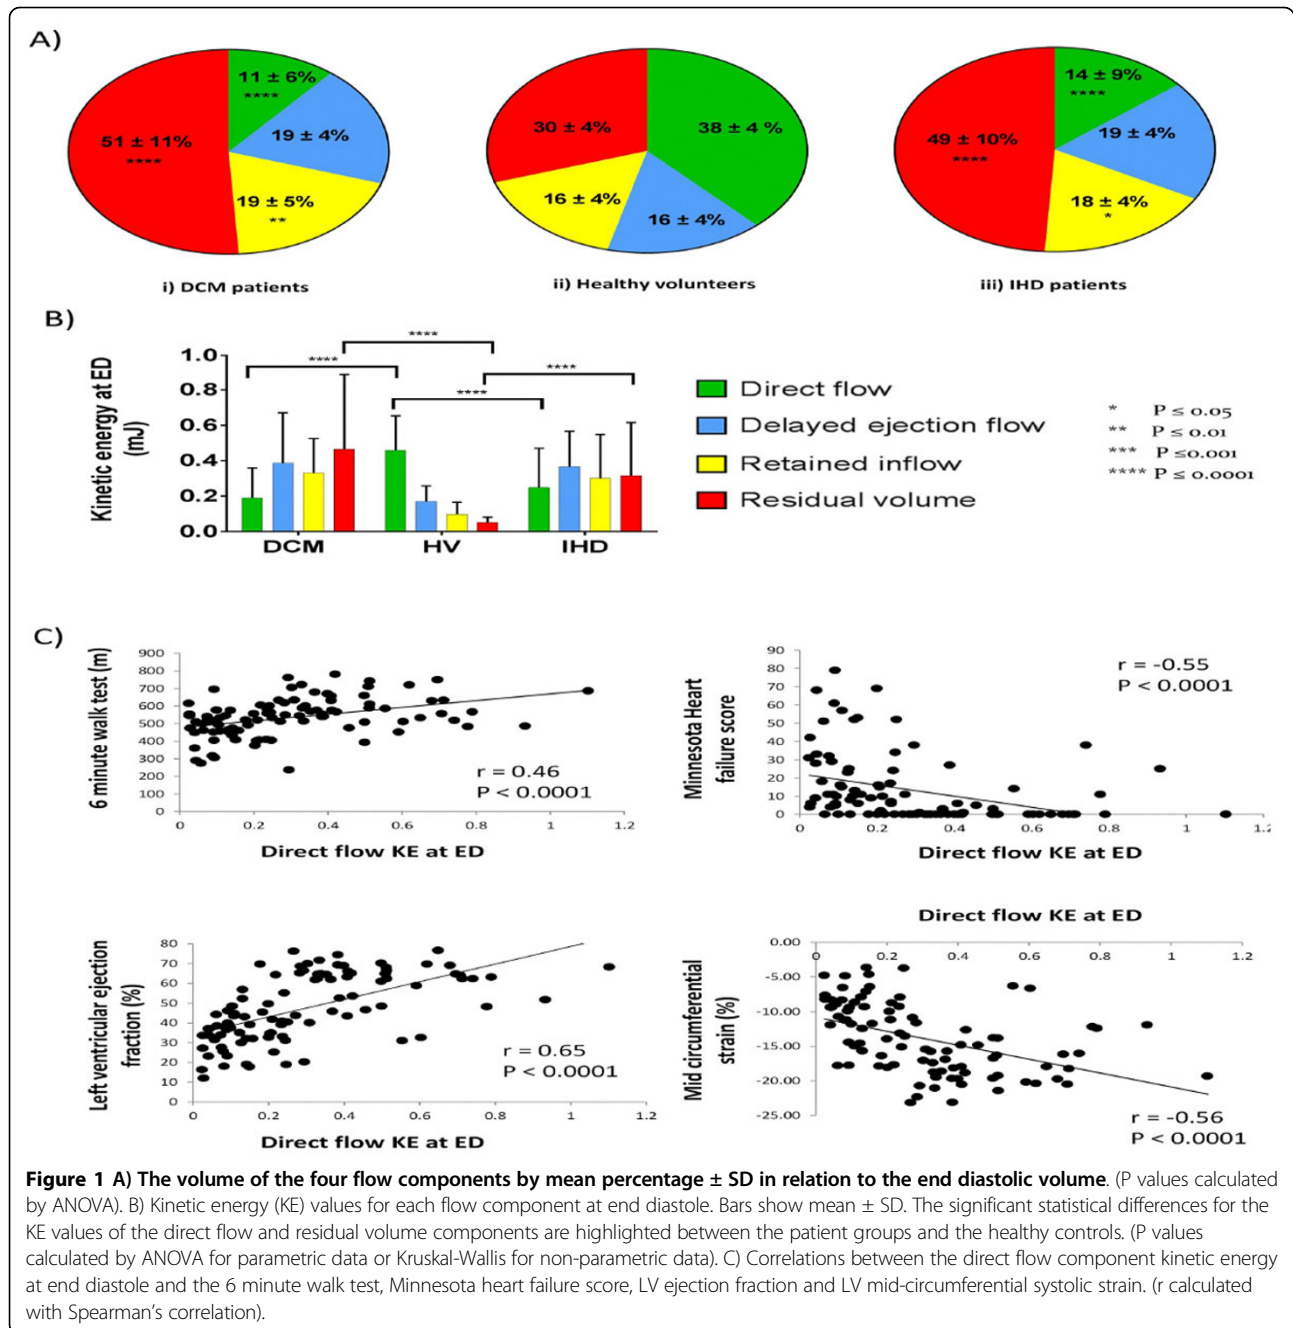 A)
11 ± 6%
****
19 ± 4%
51 ± 11%
****
19 ± 5%
**
i) DCM patients
30 ± 4%
38 ± 4 %
16 ± 4%
16 ± 4%
ii) Healthy volunteers
14 ± 9%
****
19 ± 4%
49 ± 10%
****
18 ± 4%
*
iii) IHD patients
B)
Kinetic energy at ED
(mJ)
1.0
0.8
0.6
0.4
0.2
0.0
****
****
****
****
DCM
HV
IHD
Direct flow
Delayed ejection flow
Retained inflow
Residual volume
* P ≤ 0.05
** P ≤ 0.01
*** P ≤0.001
**** P ≤ 0.0001
C)
6 minute walk test (m)
900
800
700
600
500
400
300
200
100
0
r = 0.46
P < 0.0001
0 0.2 0.4 0.6 0.8 1 1.2
Direct flow KE at ED
Minnesota Heart
failure score
90
80
70
60
50
40
30
20
10
0
r = -0.55
P < 0.0001
0 0.2 0.4 0.6 0.8 1 1.2
Direct flow KE at ED
Left ventricular ejection
fraction (%)
80
70
60
50
40
30
20
10
0
r = 0.65
P < 0.0001
0 0.2 0.4 0.6 0.8 1 1.2
Direct flow KE at ED
Direct flow KE at ED
Mid circumferential
strain (%)
0.00
-5.00
-10.00
-15.00
-20.00
-25.00
0 0.2 0.4 0.6 0.8 1 1.2
r = -0.56
P < 0.0001
Figure 1 A) The volume of the four flow components by mean percentage ± SD in relation to the end diastolic volume. (P values calculated
by ANOVA). B) Kinetic energy (KE) values for each flow component at end diastole. Bars show mean ± SD. The significant statistical differences for the
KE values of the direct flow and residual volume components are highlighted between the patient groups and the healthy controls. (P values
calculated by ANOVA for parametric data or Kruskal-Wallis for non-parametric data). C) Correlations between the direct flow component kinetic energy
at end diastole and the 6 minute walk test, Minnesota heart failure score, LV ejection fraction and LV mid-circumferential systolic strain. (r calculated
with Spearman's correlation).